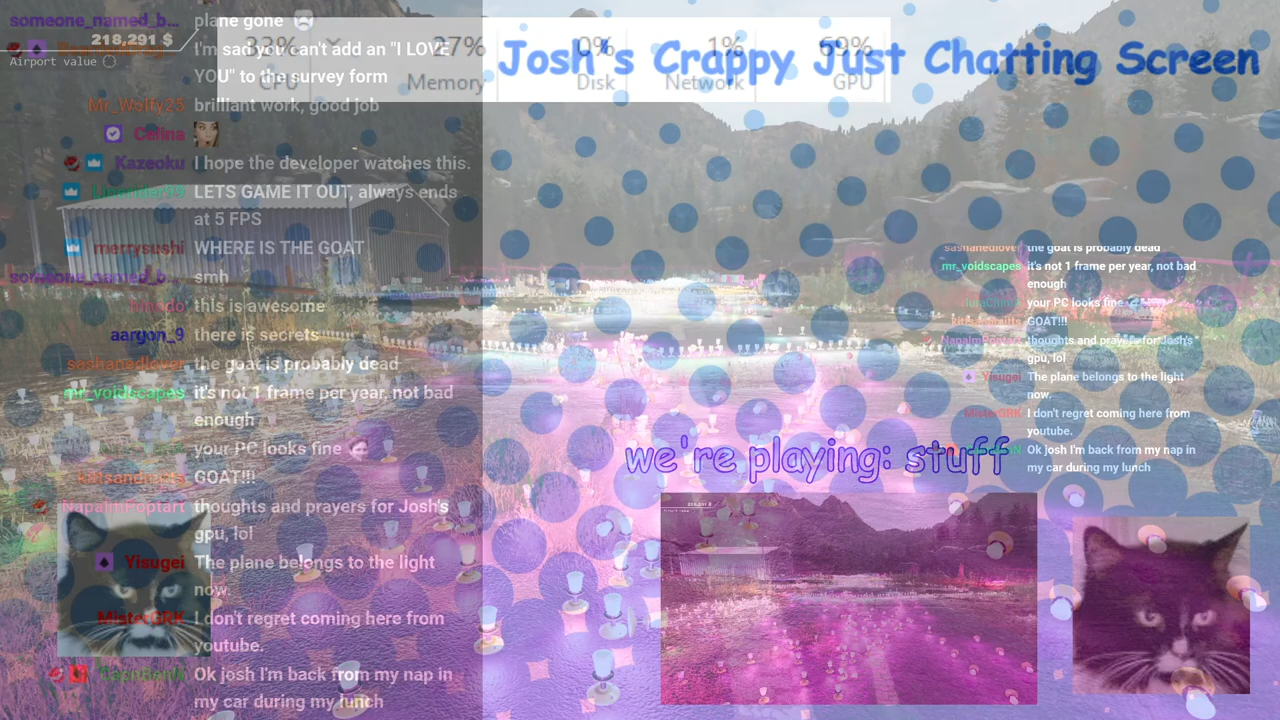 someone_named_b... plane gone
218,291 $
Airport value
I'm sad you can't add an "I LOVE
YOU" to the survey form
Mr_Wolfy25 brilliant work, good job
Celina
Kazeoku I hope the developer watches this.
LETS GAME IT OUT, always ends
at 5 FPS
merrysushi WHERE IS THE GOAT
someone_named_b... smh
this is awesome
aargon_9 there is secrets
sashanedlover the goat is probably dead
mr_voidscapes it's not 1 frame per year, not bad
enough
your PC looks fine
GOAT!!!
NapalmPoptart thoughts and prayers for Josh's
gpu, lol
Yisugei The plane belongs to the light
now.
MisterGRK I don't regret coming here from
youtube.
Ok josh I'm back from my nap in
my car during my lunch
27% 0% 1% 69%
CPU Memory Disk Network GPU
Josh's Crappy Just Chatting Screen
sashanedlover the goat is probably dead
mr_voidscapes it's not 1 frame per year, not bad
enough
your PC looks fine
GOAT!!!
NapalmPoptart thoughts and prayers for Josh's
gpu, lol
Yisugei The plane belongs to the light
now.
MisterGRK I don't regret coming here from
youtube.
Ok josh I'm back from my nap in
my car during my lunch
we're playing: stuff